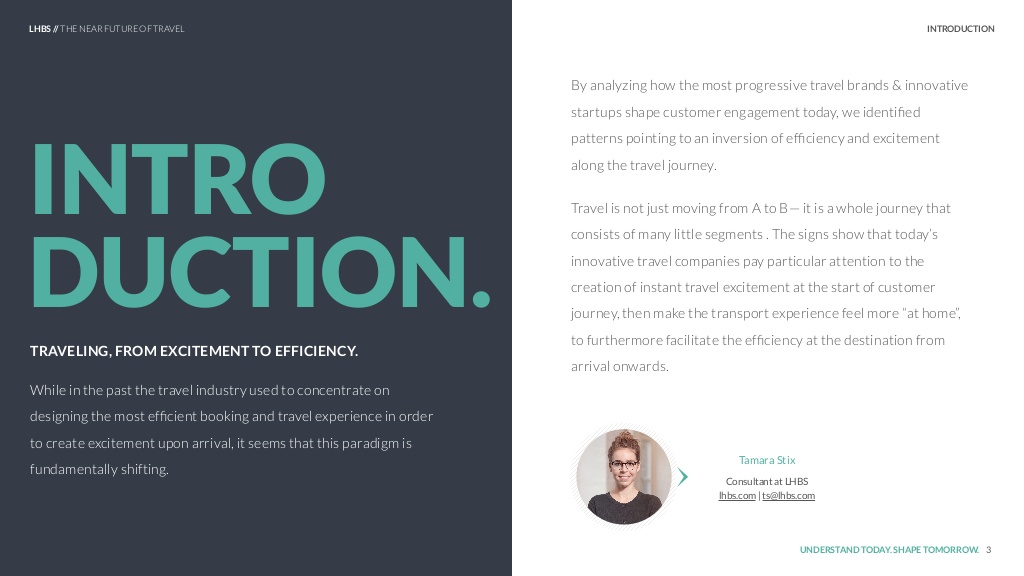 LHBS // THE NEAR FUTURE OF TRAVEL
INTRODUCTION
INTRO
DUCTION.
TRAVELING, FROM EXCITEMENT TO EFFICIENCY.
While in the past the travel industry used to concentrate on
designing the most efficient booking and travel experience in order
to create excitement upon arrival, it seems that this paradigm is
fundamentally shifting.
By analyzing how the most progressive travel brands & innovative
startups shape customer engagement today, we identified
patterns pointing to an inversion of efficiency and excitement
along the travel journey.
Travel is not just moving from A to B — it is a whole journey that
consists of many little segments . The signs show that today’s
innovative travel companies pay particular attention to the
creation of instant travel excitement at the start of customer
journey, then make the transport experience feel more “at home”,
to furthermore facilitate the efficiency at the destination from
arrival onwards.
Tamara Stix
Consultant at LHBS
lhbs.com | ts@lhbs.com
UNDERSTAND TODAY. SHAPE TOMORROW. 3